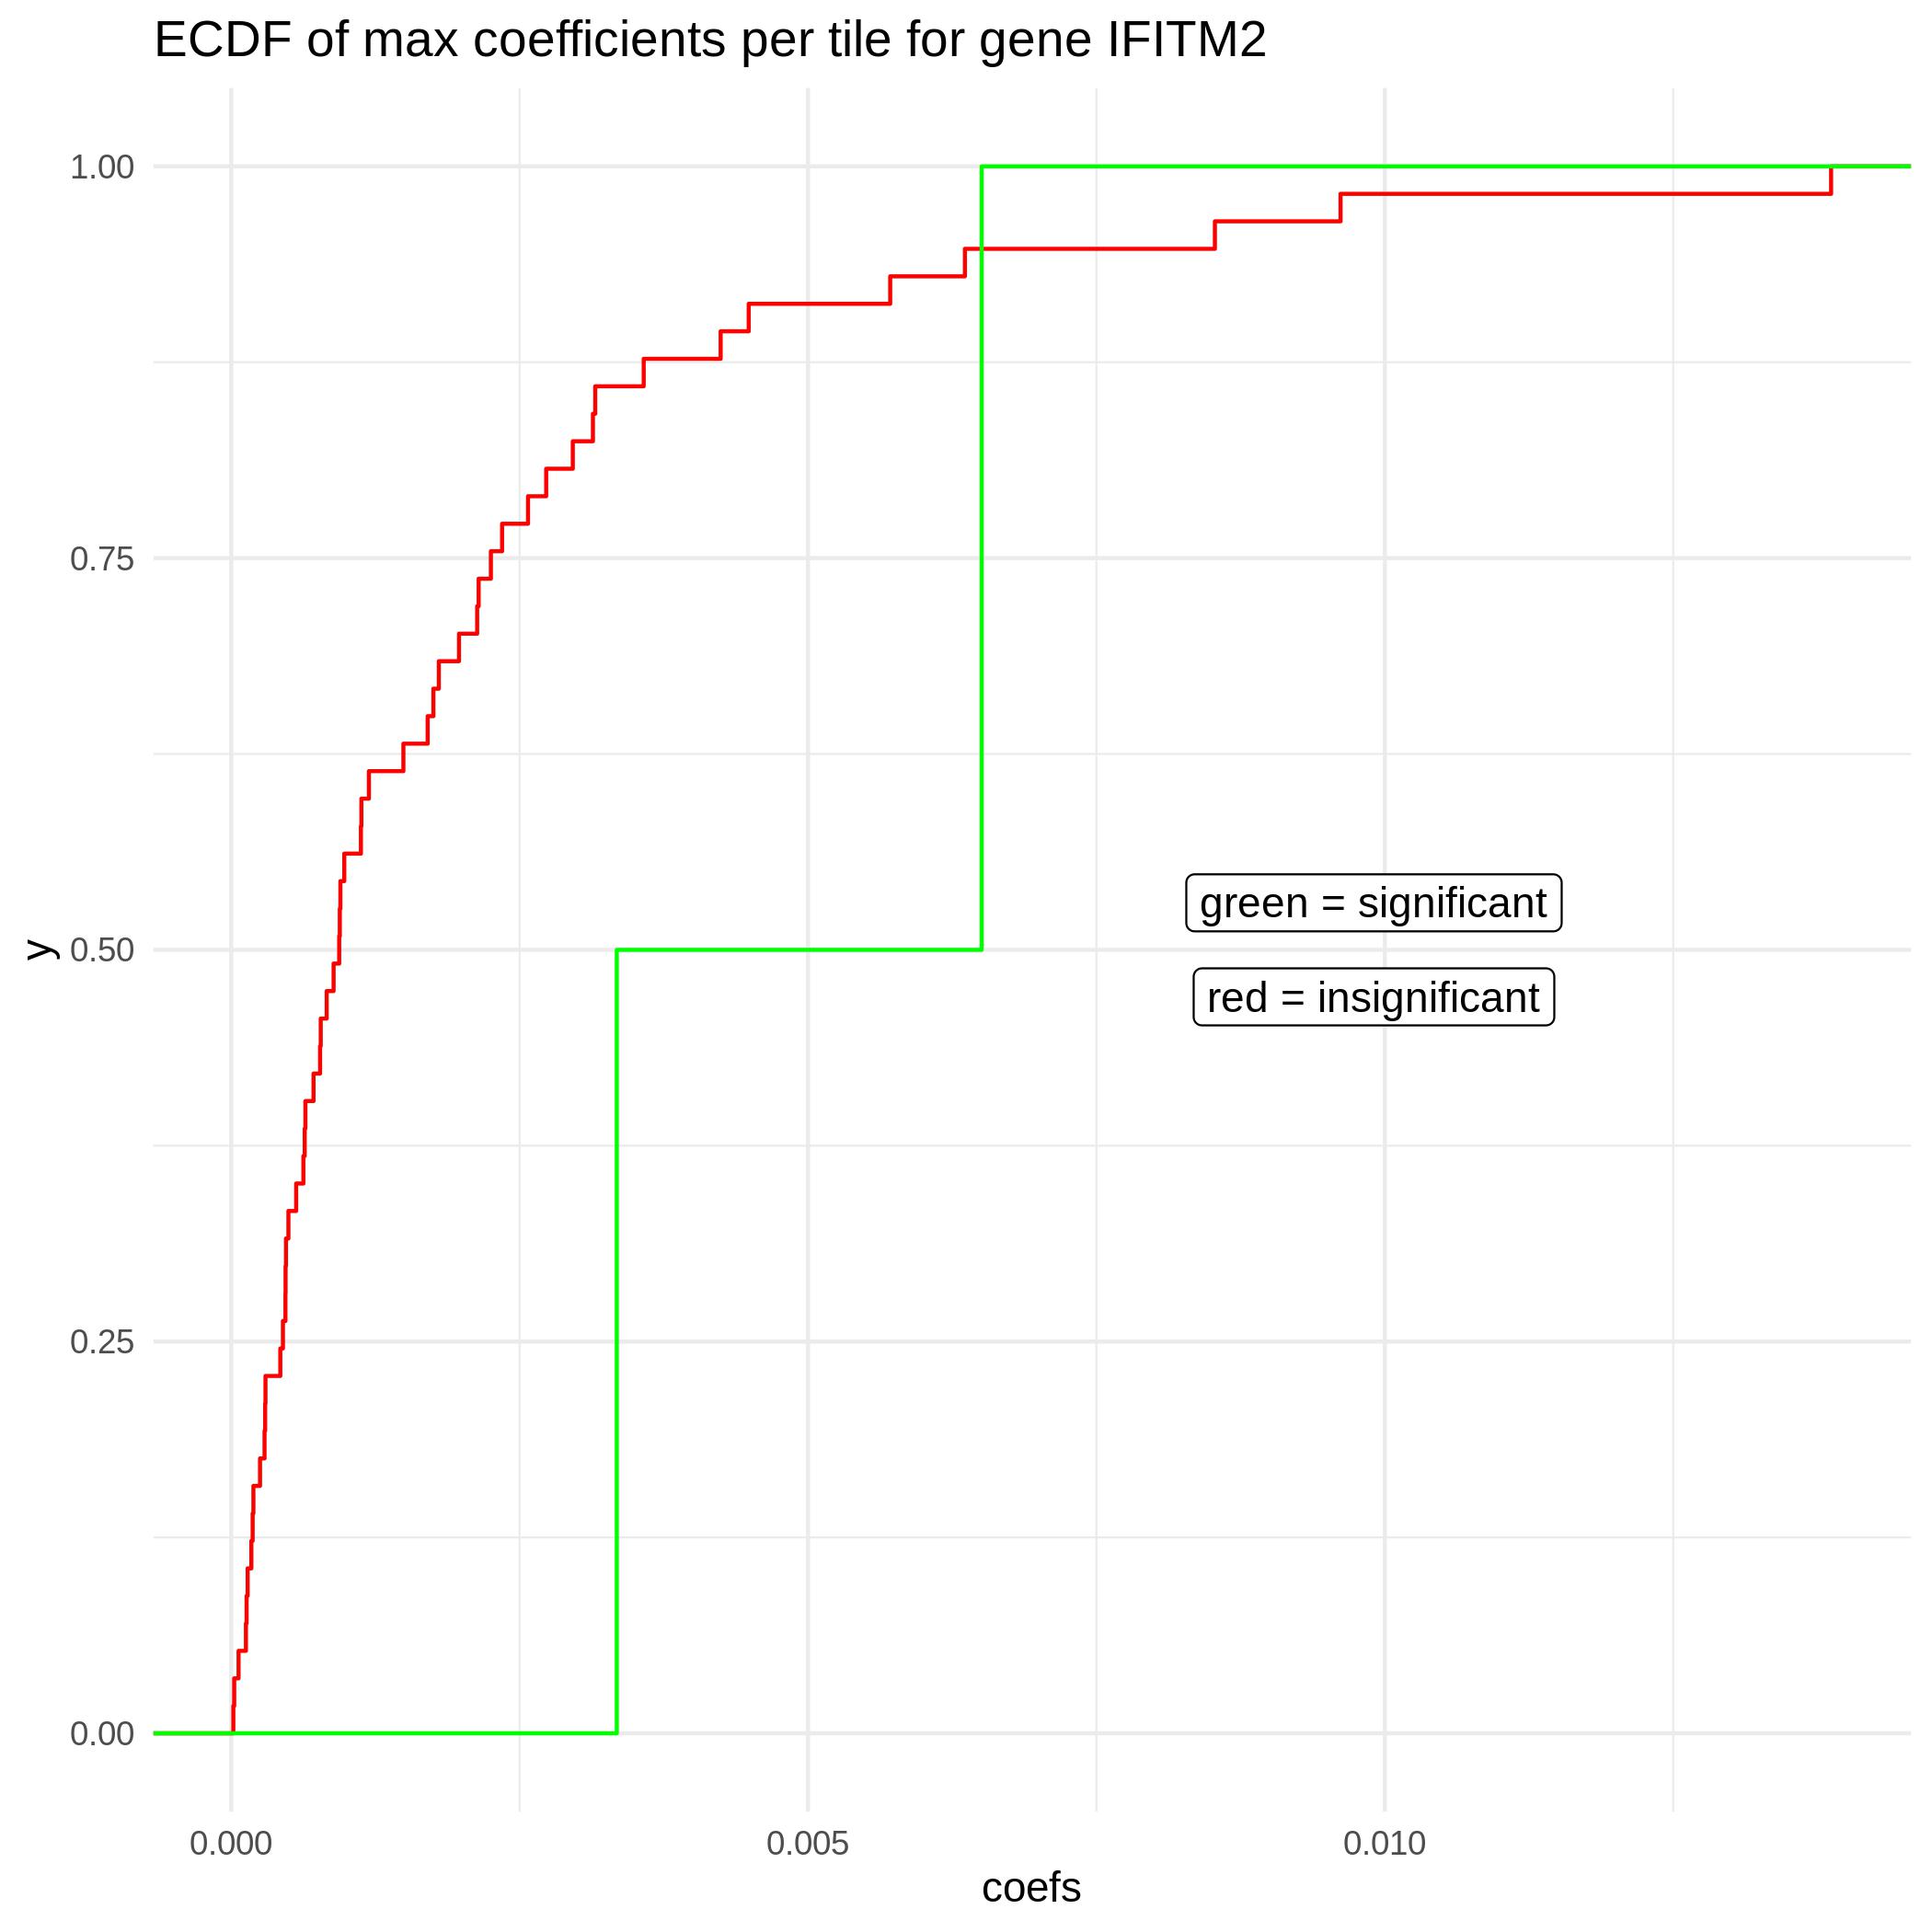 ECDF of max coefficients per tile for gene IFITM2
1.00
0.75
0.50
0.25
0.00
y
green = significant
red = insignificant
0.000 0.005 0.010
coefs